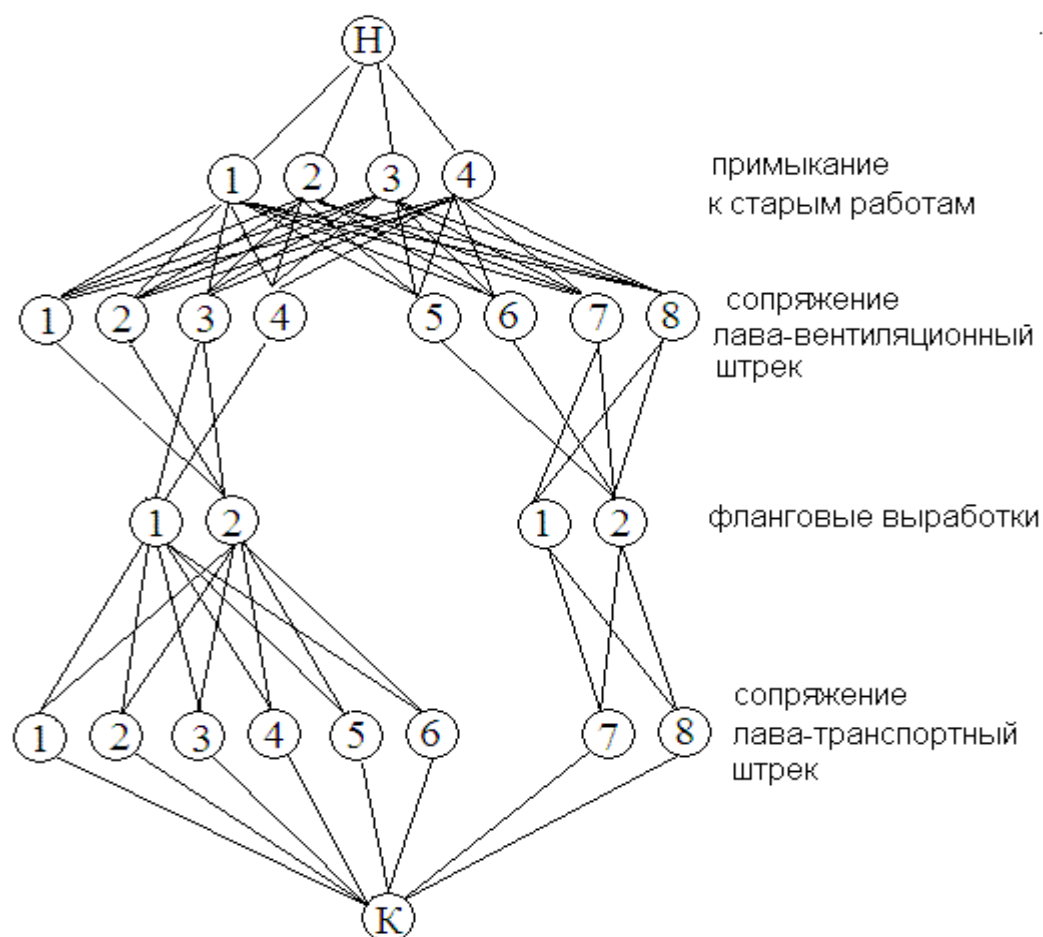 Н
1 2 3 4
примыкание
к старым работам
1 2 3 4 5 6 7 8
сопряжение
лава-вентиляционный
штрек
1 2 1 2
фланговые выработки
1 2 3 4 5 6 7 8
сопряжение
лава-транспортный
штрек
К